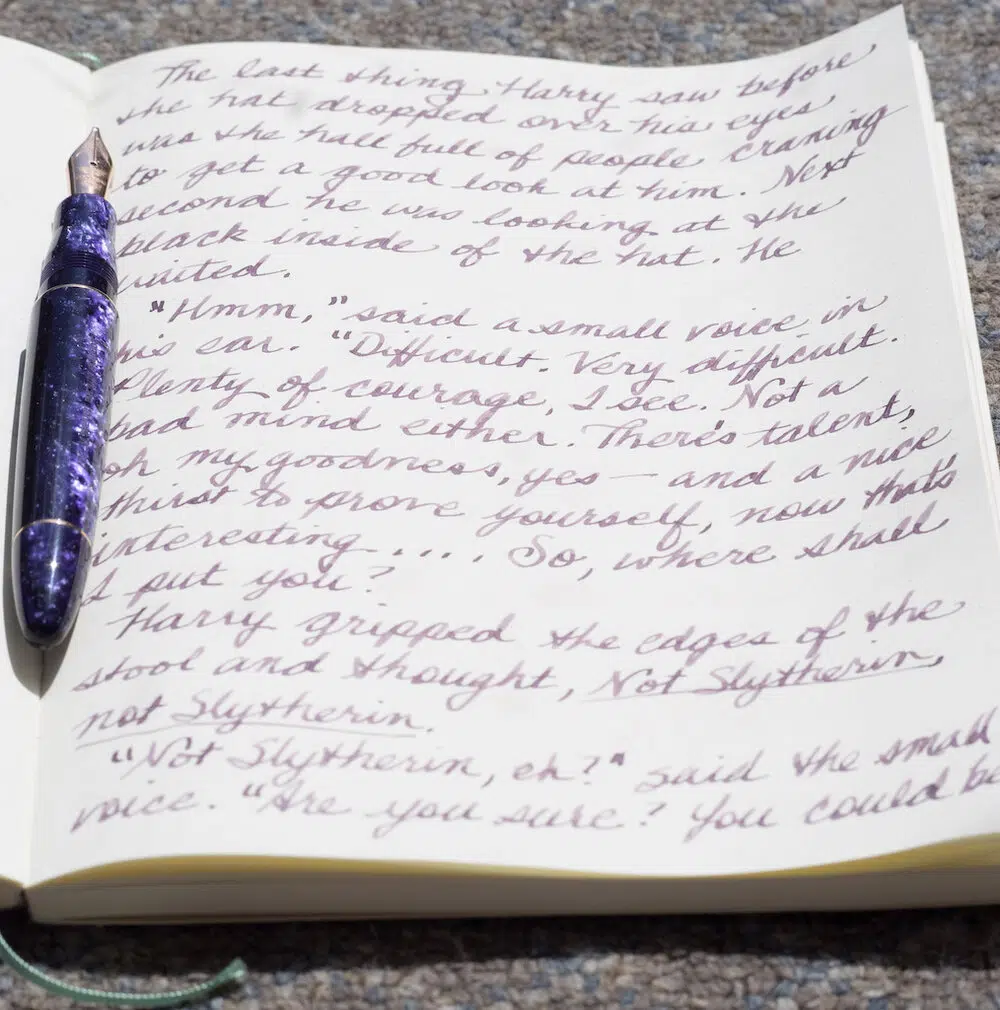 The last thing Harry saw before
the hat dropped over his eyes
was the hall full of people craning
to get a good look at him. Next
second he was looking at the
black inside of the hat. He
waited.
"Hmm," said a small voice in
his ear. "Difficult. Very difficult.
Plenty of courage, I see. Not a
bad mind either. There's talent,
oh my goodness, yes — and a nice
thirst to prove yourself, now that's
interesting.... So, where shall
I put you?
Harry gripped the edges of the
stool and thought, Not Slytherin,
not Slytherin.
"Not Slytherin, eh?" said the small
voice. "Are you sure? You could be